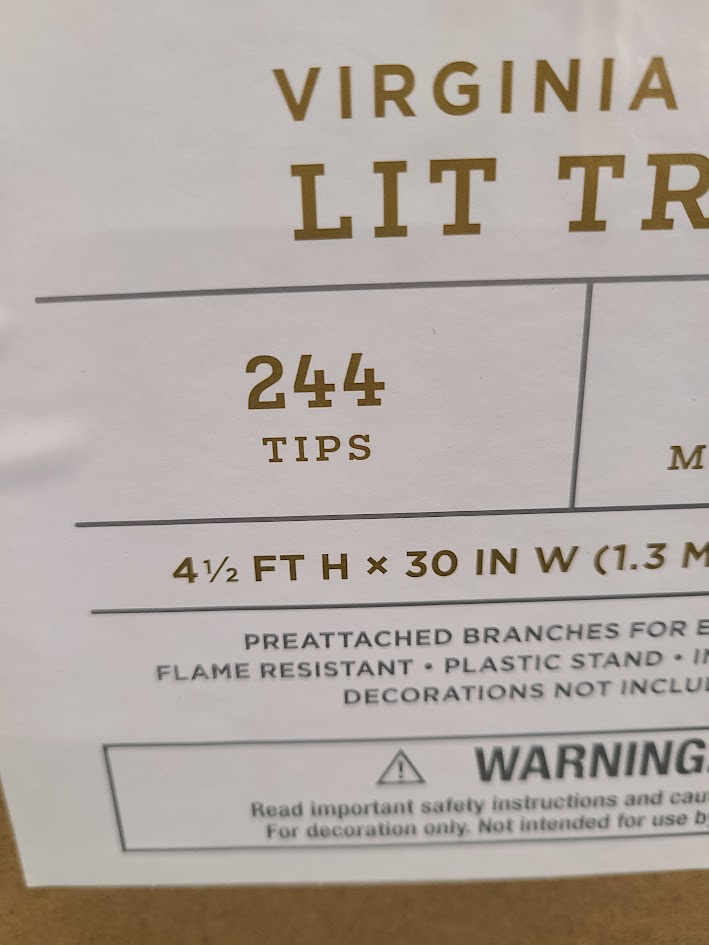 VIRGINIA
LIT TR
244
TIPS
M
4½ FT H × 30 IN W (1.3 M
PREATTACHED BRANCHES FOR E
FLAME RESISTANT • PLASTIC STAND • IN
DECORATIONS NOT INCLU
⚠ WARNING
Read important safety instructions and cau
For decoration only. Not intended for use b